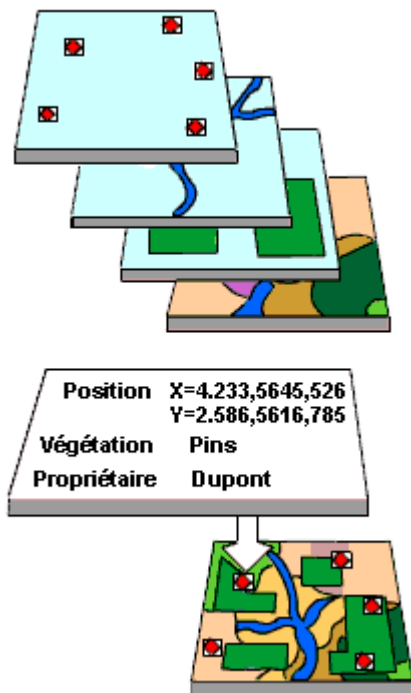 Position X=4.233,5645,526
Y=2.586,5616,785
Végétation Pins
Propriétaire Dupont